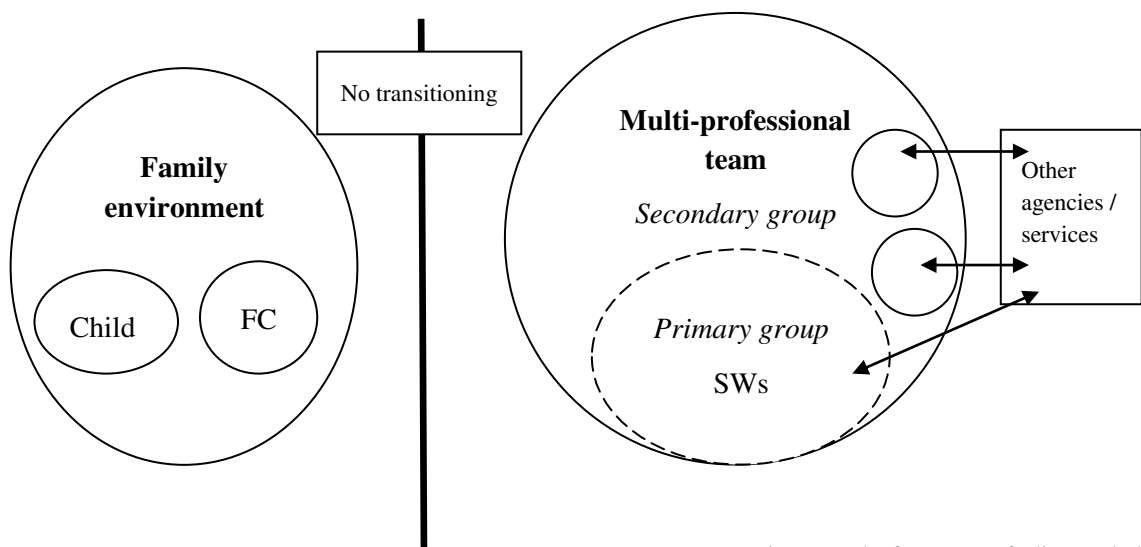 No transitioning
Family
environment
Child
FC
Multi-professional
team
Secondary group
Primary group
SWs
Other
agencies /
services